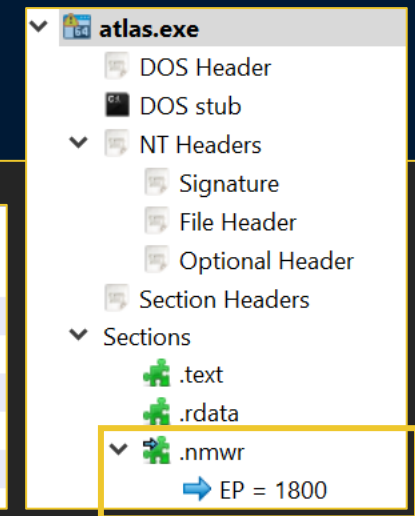 atlas.exe
DOS Header
DOS stub
NT Headers
Signature
File Header
Optional Header
Section Headers
Sections
.text
.rdata
.nmwr
EP = 1800